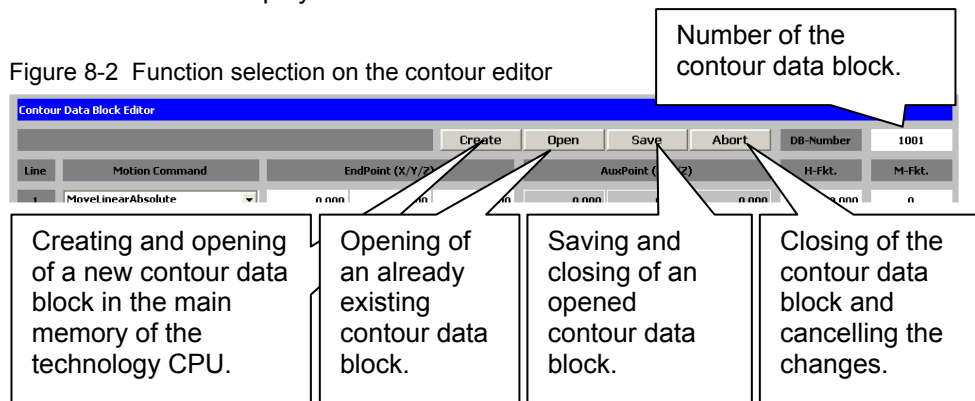 Number of the
contour data block.
Figure 8-2 Function selection on the contour editor
Contour Data Block Editor
Create Open Save Abort DB-Number 1001
Line Motion Command EndPoint (X/Y/Z) AuxPoint ( H-Fkt. M-Fkt.
1 MoveLinearAbsolute 0.000 0.000 0.000 0
Creating and opening
of a new contour data
block in the main
memory of the
technology CPU.
Opening of
an already
existing
contour data
block.
Saving and
closing of an
opened
contour data
block.
Closing of the
contour data
block and
cancelling the
changes.